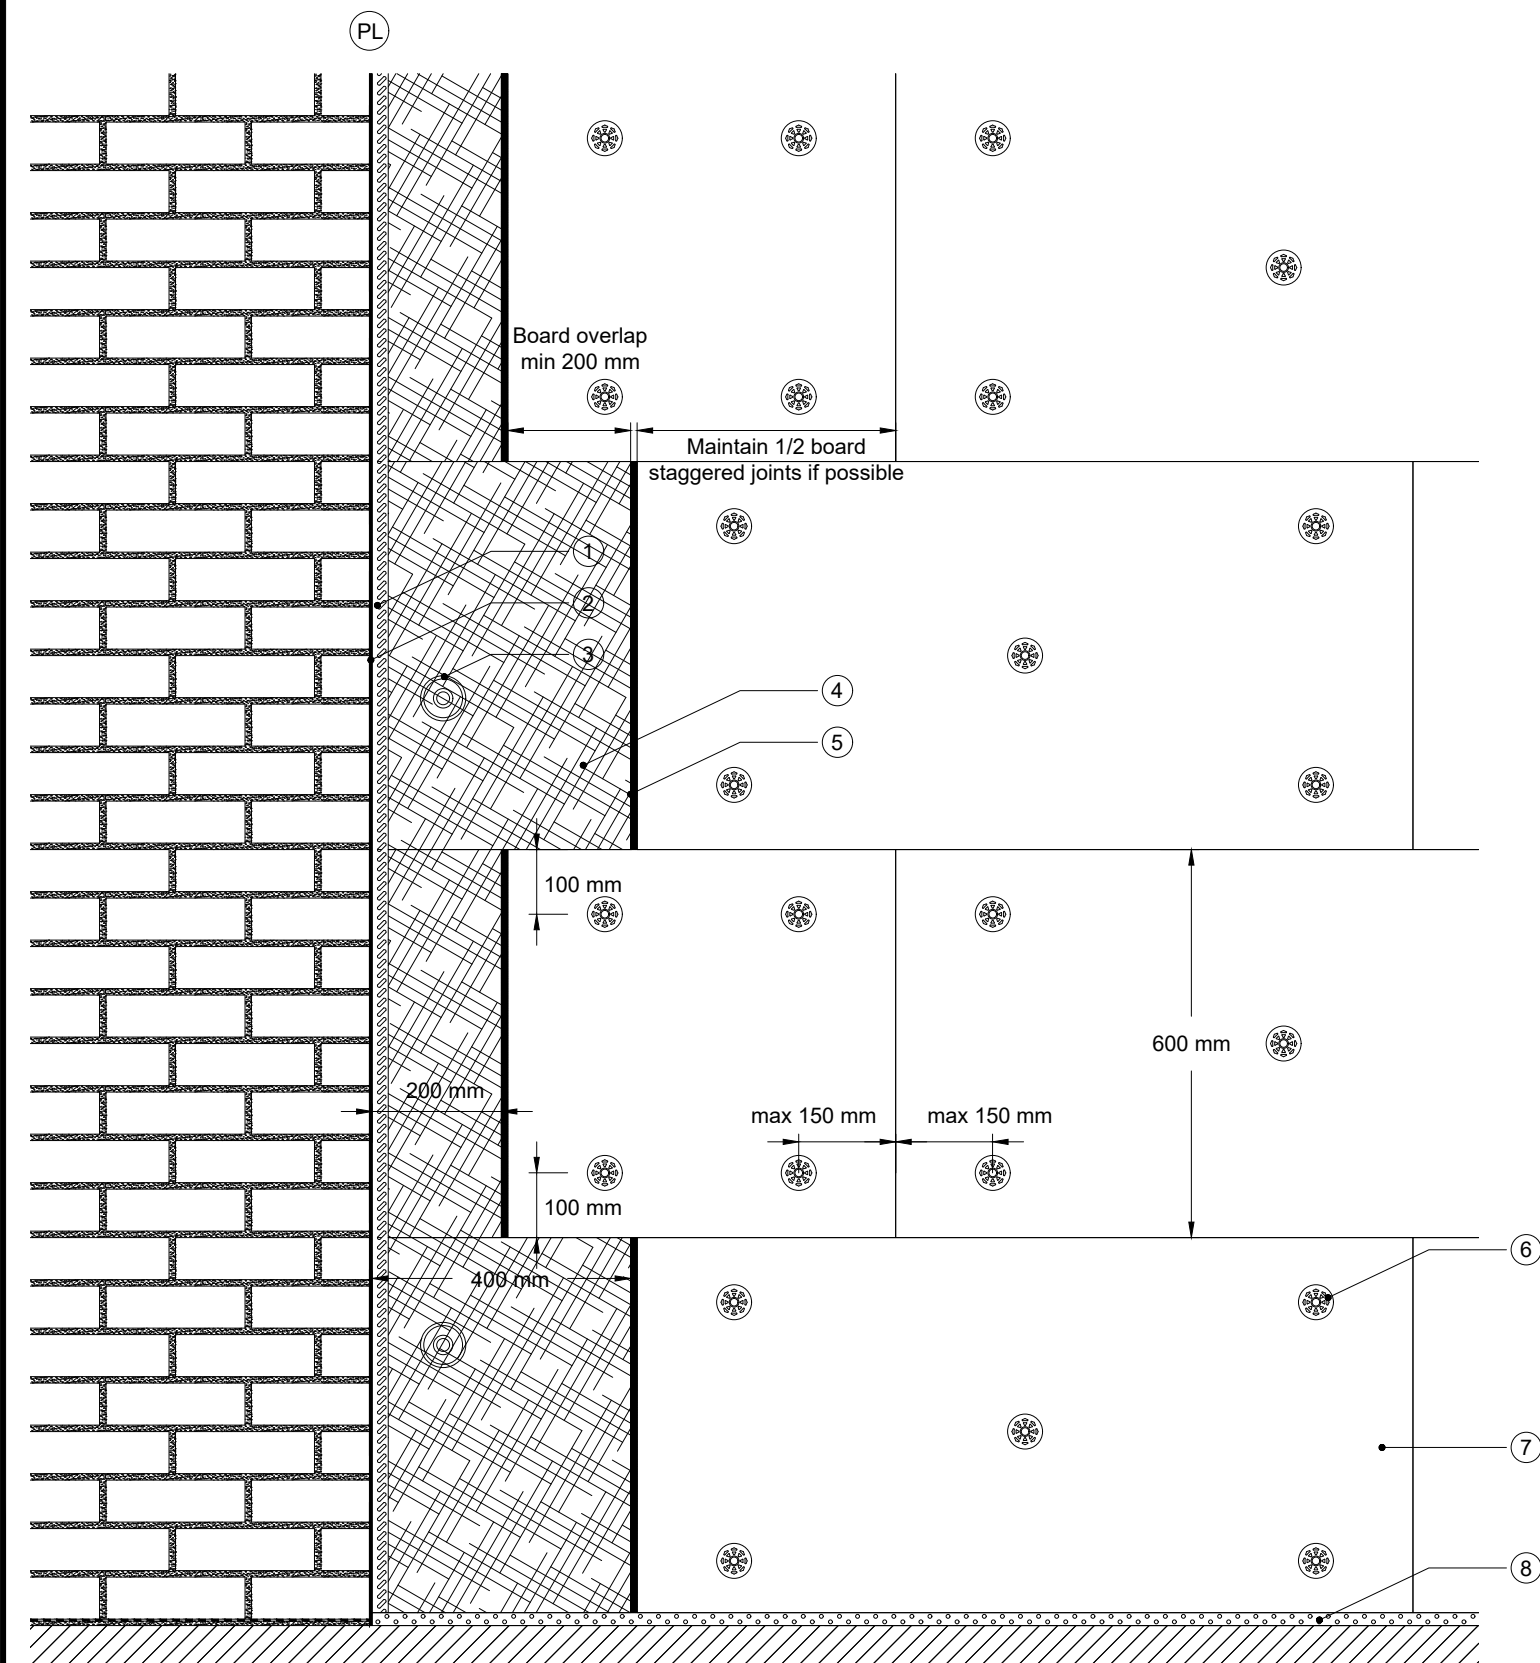 PL
Board overlap
min 200 mm
Maintain 1/2 board
staggered joints if possible
1
2
3
4
5
100 mm
600 mm
200 mm
max 150 mm
max 150 mm
100 mm
6
400 mm
7
8